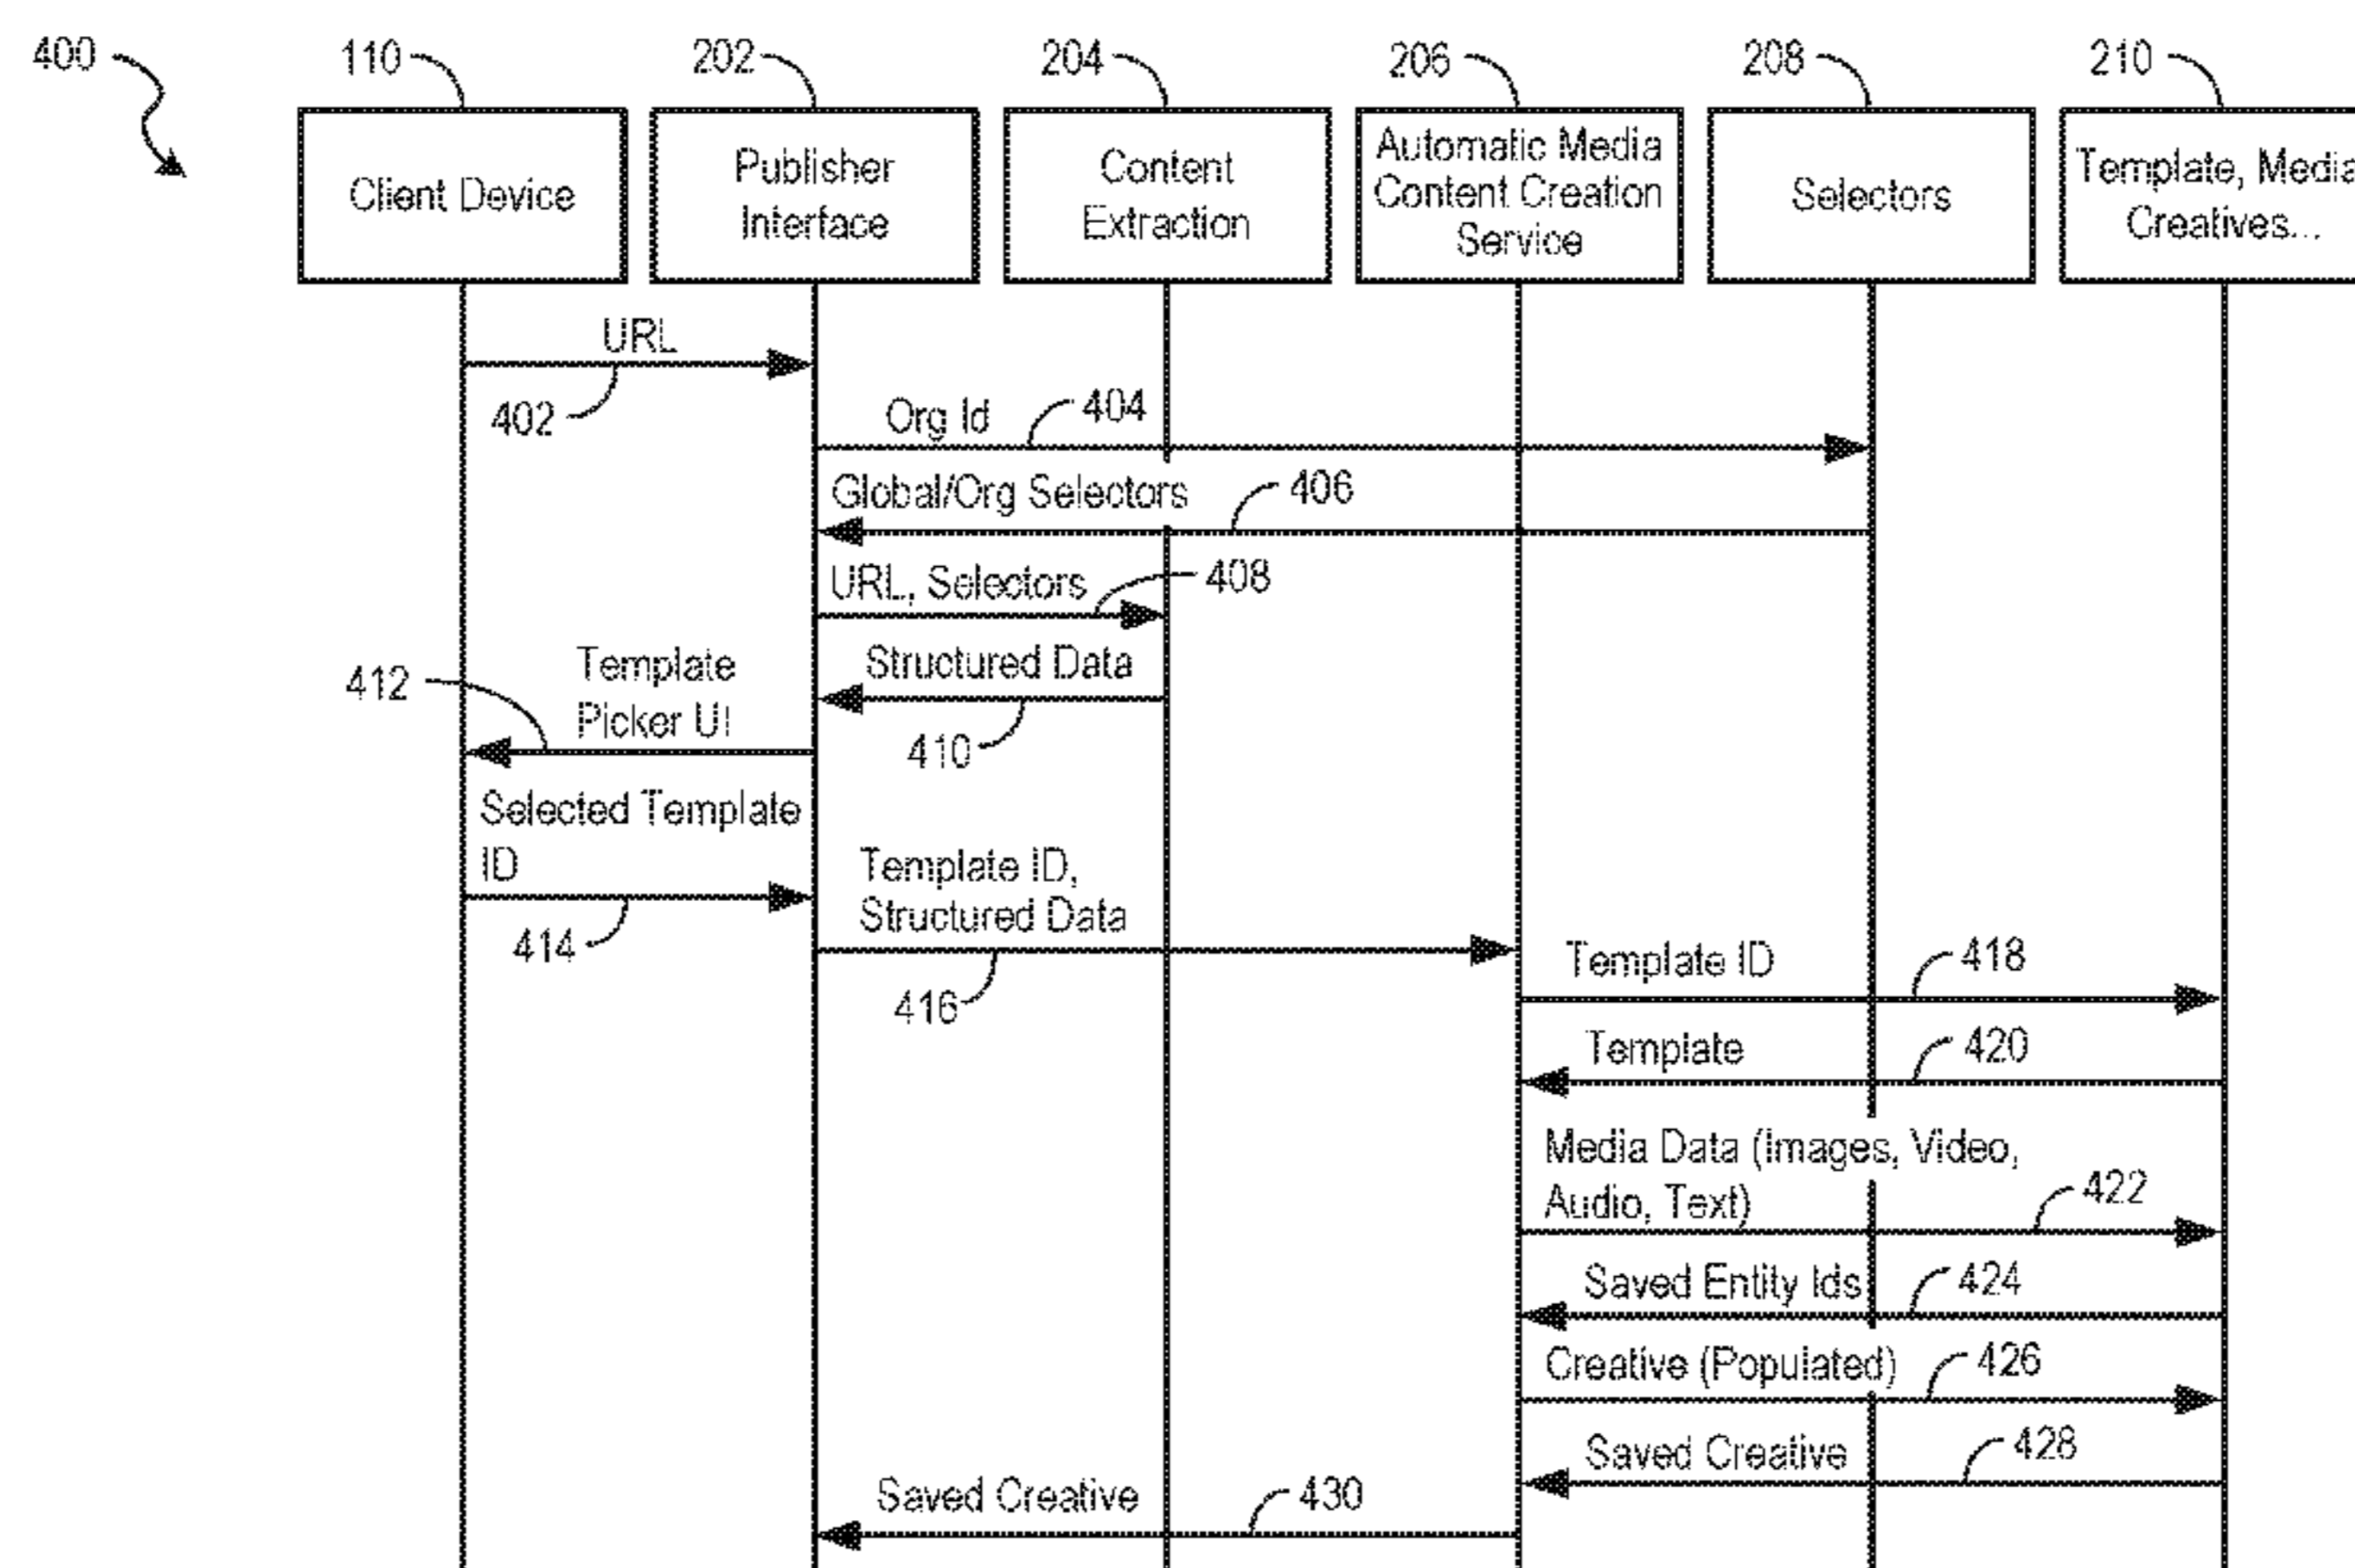 400
110
202
204
206
208
210
Client Device
Publisher
Interface
Content
Extraction
Automatic Media
Content Creation
Service
Selectors
Template, Media
Creatives...
URL
402
Org Id
404
Global/Org Selectors
406
URL, Selectors
408
Structured Data
410
412
Template
Picker UI
Selected Template
ID
414
Template ID,
Structured Data
416
Template ID
418
Template
420
Media Data (Images, Video,
Audio, Text)
422
Saved Entity Ids
424
Creative (Populated)
426
Saved Creative
428
Saved Creative
430